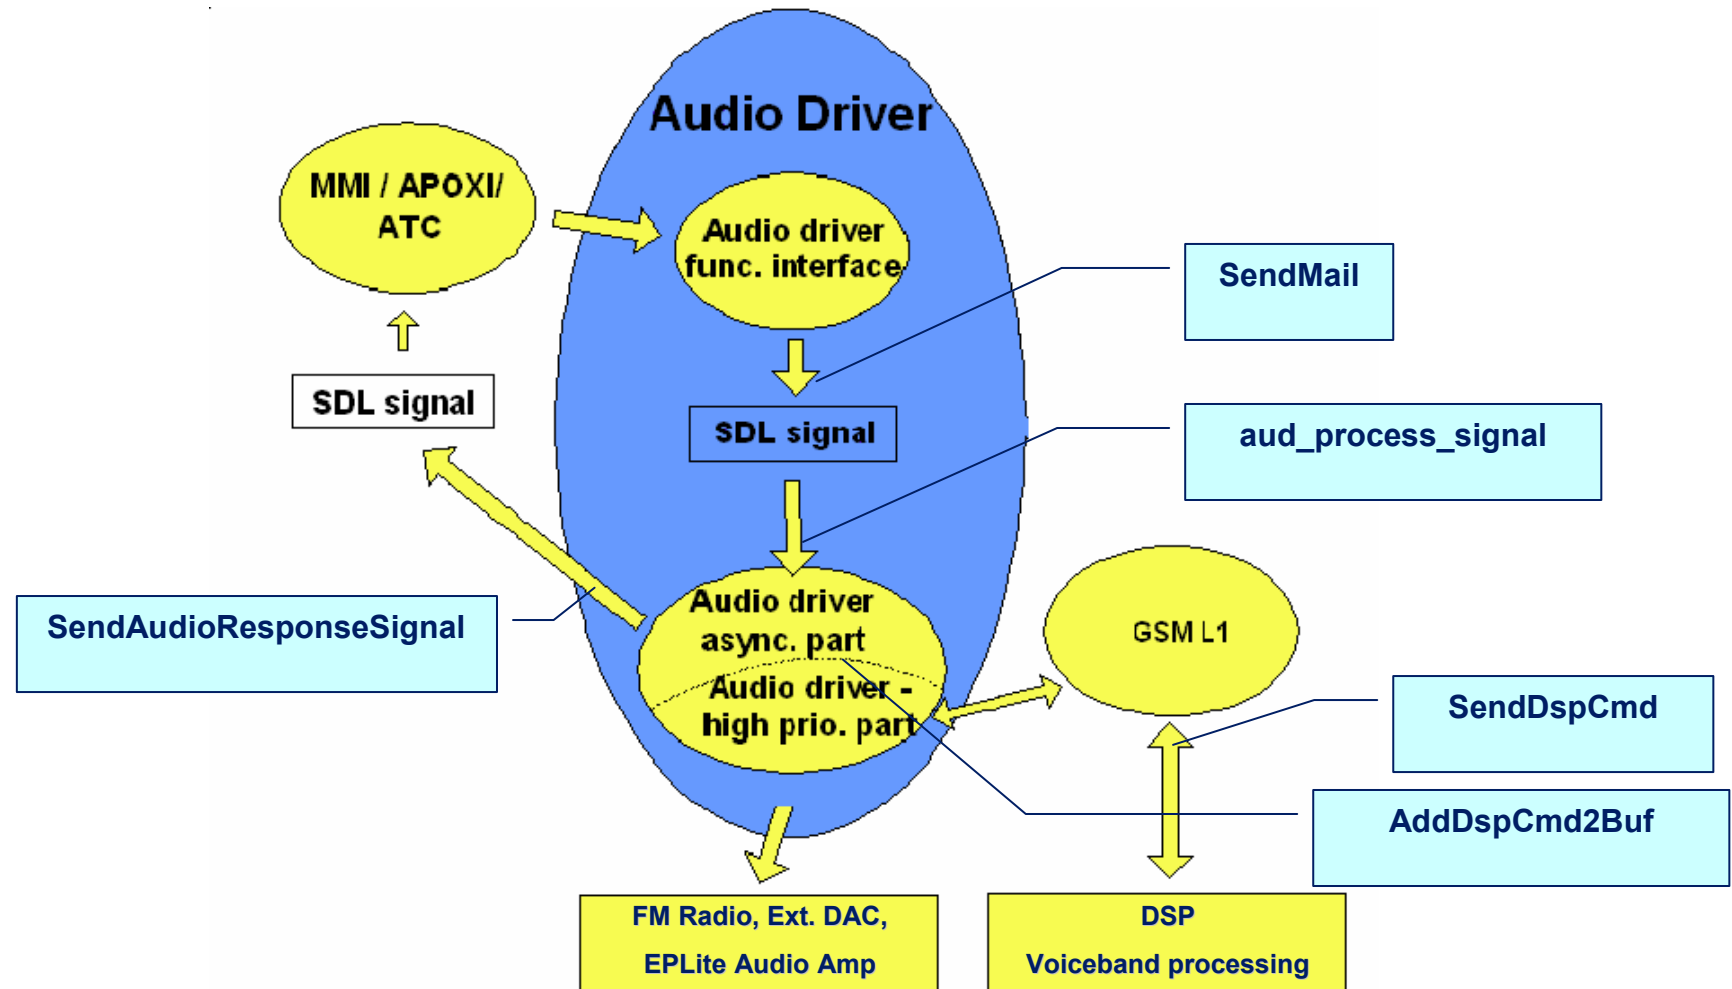 Audio Driver
MMI / APOXI/
ATC
Audio driver
func. interface
SendMail
SDL signal
SDL signal
aud_process_signal
SendAudioResponseSignal
Audio driver
async. part
Audio driver -
high prio. part
GSM L1
SendDspCmd
AddDspCmd2Buf
FM Radio, Ext. DAC,
EPLite Audio Amp
DSP
Voiceband processing